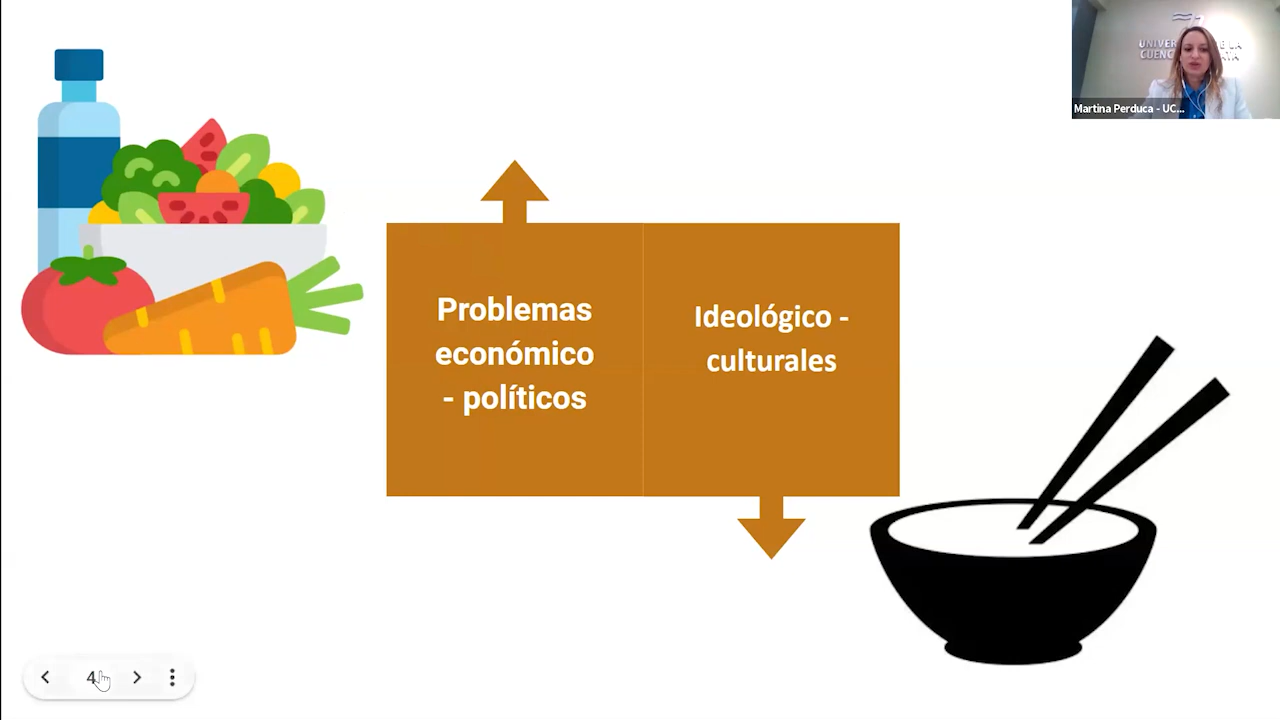 Martina Perduca - UC...
Problemas
económico
- políticos
Ideológico -
culturales
4